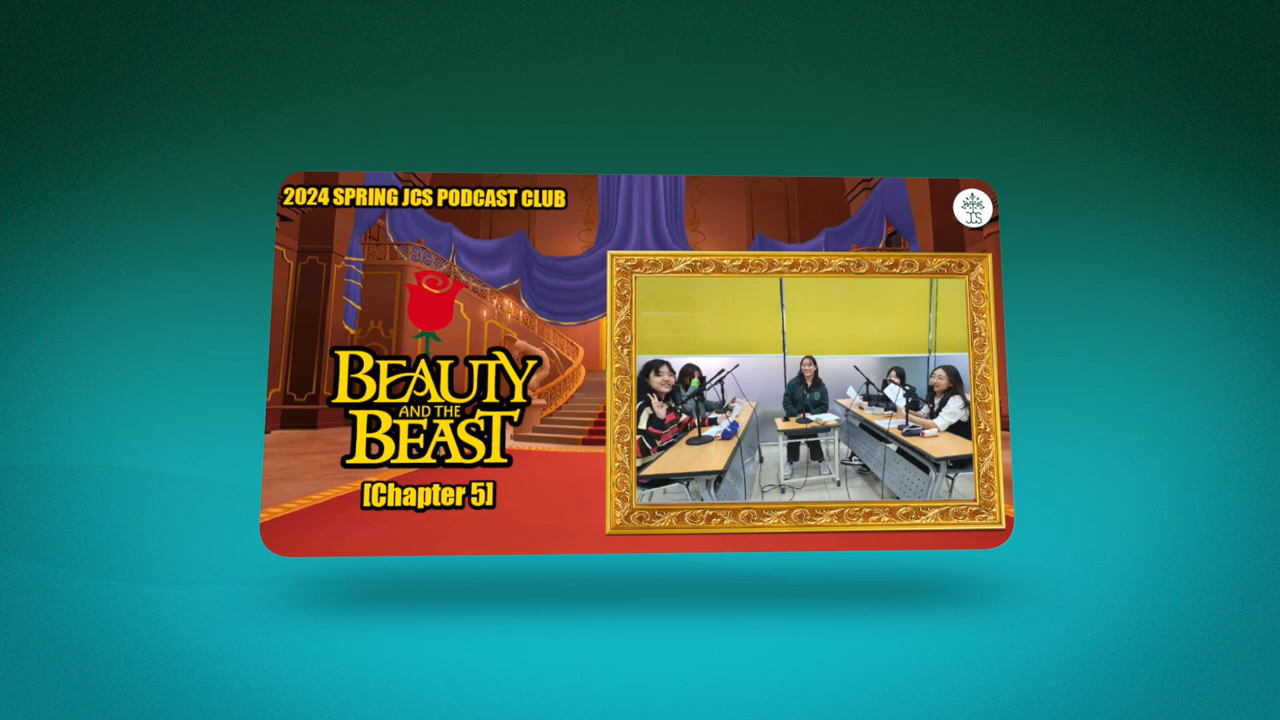 2024 SPRING JCS PODCAST CLUB
JCS
BEAUTY
AND THE
BEAST
[Chapter 5]